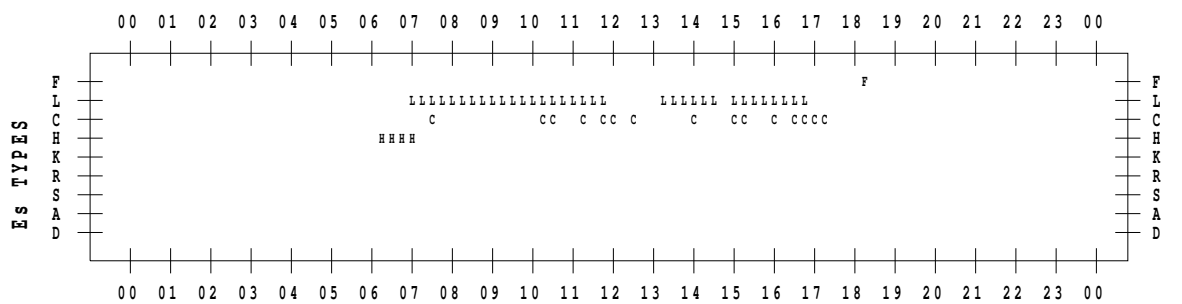 00 01 02 03 04 05 06 07 08 09 10 11 12 13 14 15 16 17 18 19 20 21 22 23 00
F F F
L LLLLLLLLLLLLLLLLLLLL LLLLLL LLLLLLLL L
C C CC C CC C C CC C CCCC C
H HHHH H
K K
R R
S S
A A
D D
Es TYPES
00 01 02 03 04 05 06 07 08 09 10 11 12 13 14 15 16 17 18 19 20 21 22 23 00